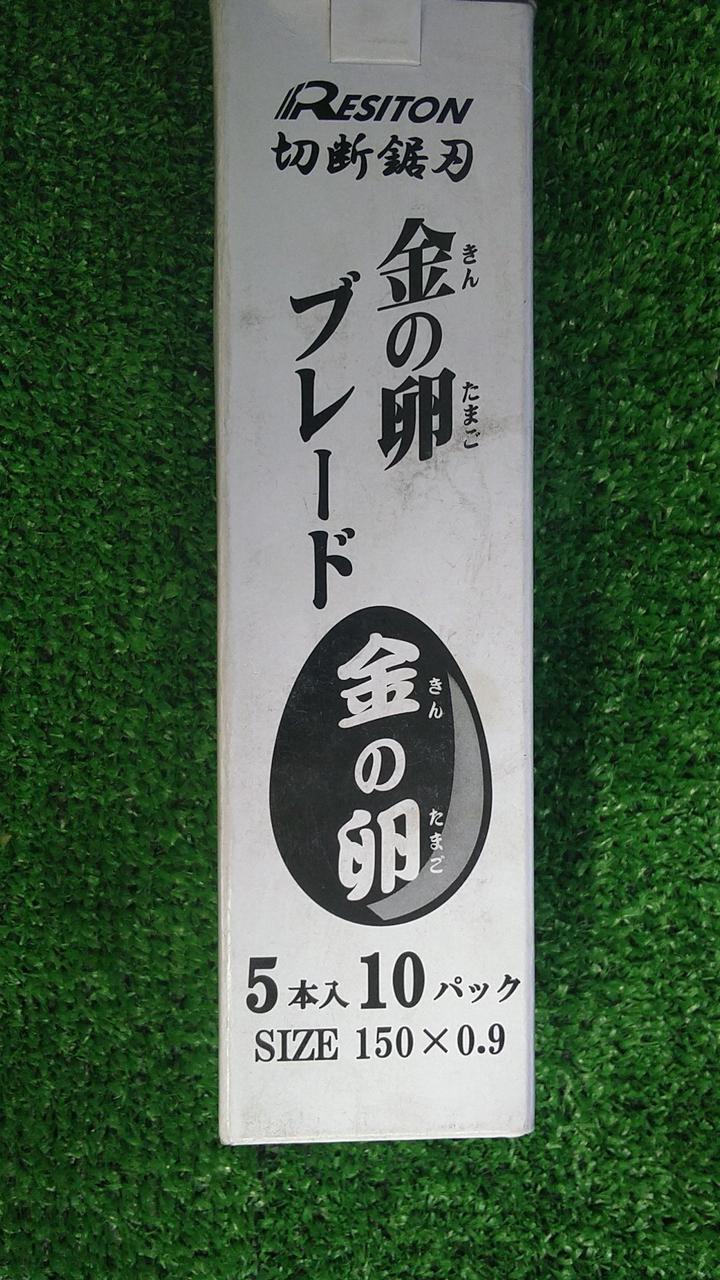 RESITON
切断鋸刃
金の卵
きん
たまご
ブレード
金の卵
きん
たまご
5本入10パック
SIZE 150×0.9